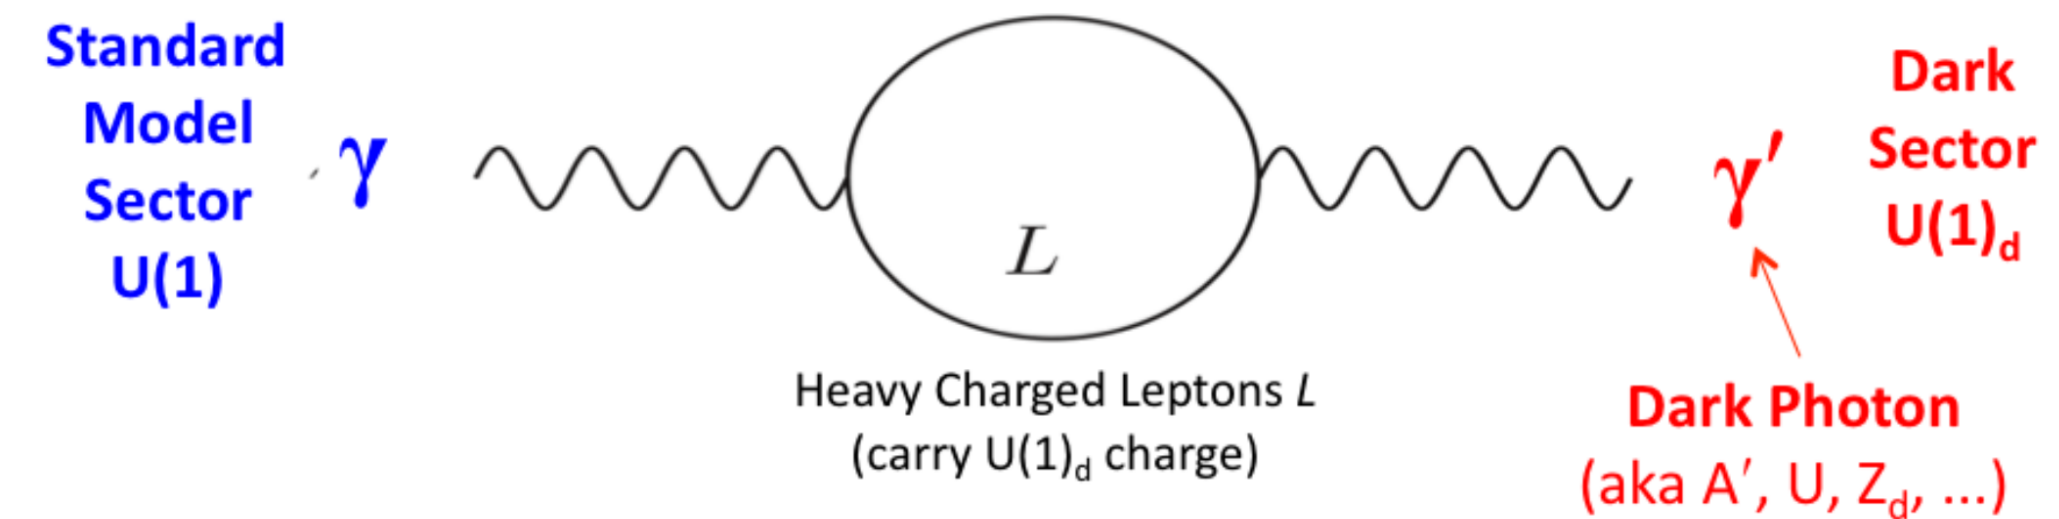 Standard
Model
Sector
U(1)
γ
L
γ′
Dark
Sector
U(1)d
Heavy Charged Leptons L
(carry U(1)d charge)
Dark Photon
(aka A′, U, Zd, ...)